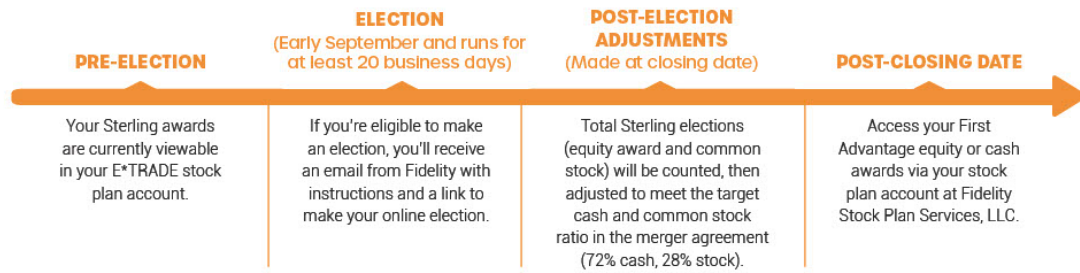 PRE-ELECTION
ELECTION
(Early September and runs for
at least 20 business days)
POST-ELECTION
ADJUSTMENTS
(Made at closing date)
POST-CLOSING DATE
Your Sterling awards
are currently viewable
in your E*TRADE stock
plan account.
If you're eligible to make
an election, you'll receive
an email from Fidelity with
instructions and a link to
make your online election.
Total Sterling elections
(equity award and common
stock) will be counted, then
adjusted to meet the target
cash and common stock
ratio in the merger agreement
(72% cash, 28% stock).
Access your First
Advantage equity or cash
awards via your stock
plan account at Fidelity
Stock Plan Services, LLC.